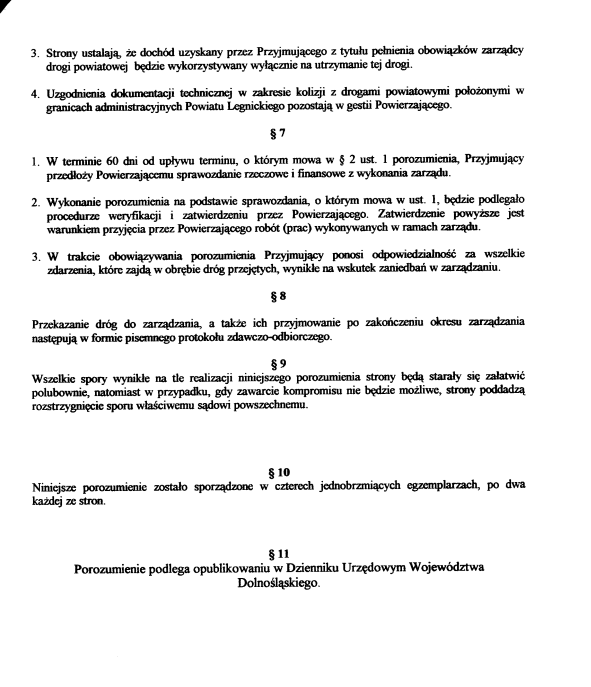 3. Strony ustalają, że dochód uzyskany przez Przyjmującego z tytułu pełnienia obowiązków zarządcy
drogi powiatowej będzie wykorzystywany wyłącznie na utrzymanie tej drogi.
4. Uzgodnienia dokumentacji technicznej w zakresie kolizji z drogami powiatowymi położonymi w
granicach administracyjnych Powiatu Legnickiego pozostają w gestii Powierzającego.
§ 7
1. W terminie 60 dni od upływu terminu, o którym mowa w § 2 ust. 1 porozumienia, Przyjmujący
przedłoży Powierzającemu sprawozdanie rzeczowe i finansowe z wykonania zarządu.
2. Wykonanie porozumienia na podstawie sprawozdania, o którym mowa w ust. 1, będzie podlegało
procedurze weryfikacji i zatwierdzeniu przez Powierzającego. Zatwierdzenie powyższe jest
warunkiem przyjęcia przez Powierzającego robót (prac) wykonywanych w ramach zarządu.
3. W trakcie obowiązywania porozumienia Przyjmujący ponosi odpowiedzialność za wszelkie
zdarzenia, które zajdą w obrębie dróg przejętych, wynikłe na wskutek zaniedbań w zarządzaniu.
§ 8
Przekazanie dróg do zarządzania, a także ich przyjmowanie po zakończeniu okresu zarządzania
następują w formie pisemnego protokołu zdawczo-odbiorczego.
§ 9
Wszelkie spory wynikłe na tle realizacji niniejszego porozumienia strony będą starały się załatwić
polubownie, natomiast w przypadku, gdy zawarcie kompromisu nie będzie możliwe, strony poddadzą
rozstrzygnięcie sporu właściwemu sądowi powszechnemu.
§ 10
Niniejsze porozumienie zostało sporządzone w czterech jednobrzmiących egzemplarzach, po dwa
każdej ze stron.
§ 11
Porozumienie podlega opublikowaniu w Dzienniku Urzędowym Województwa
Dolnośląskiego.